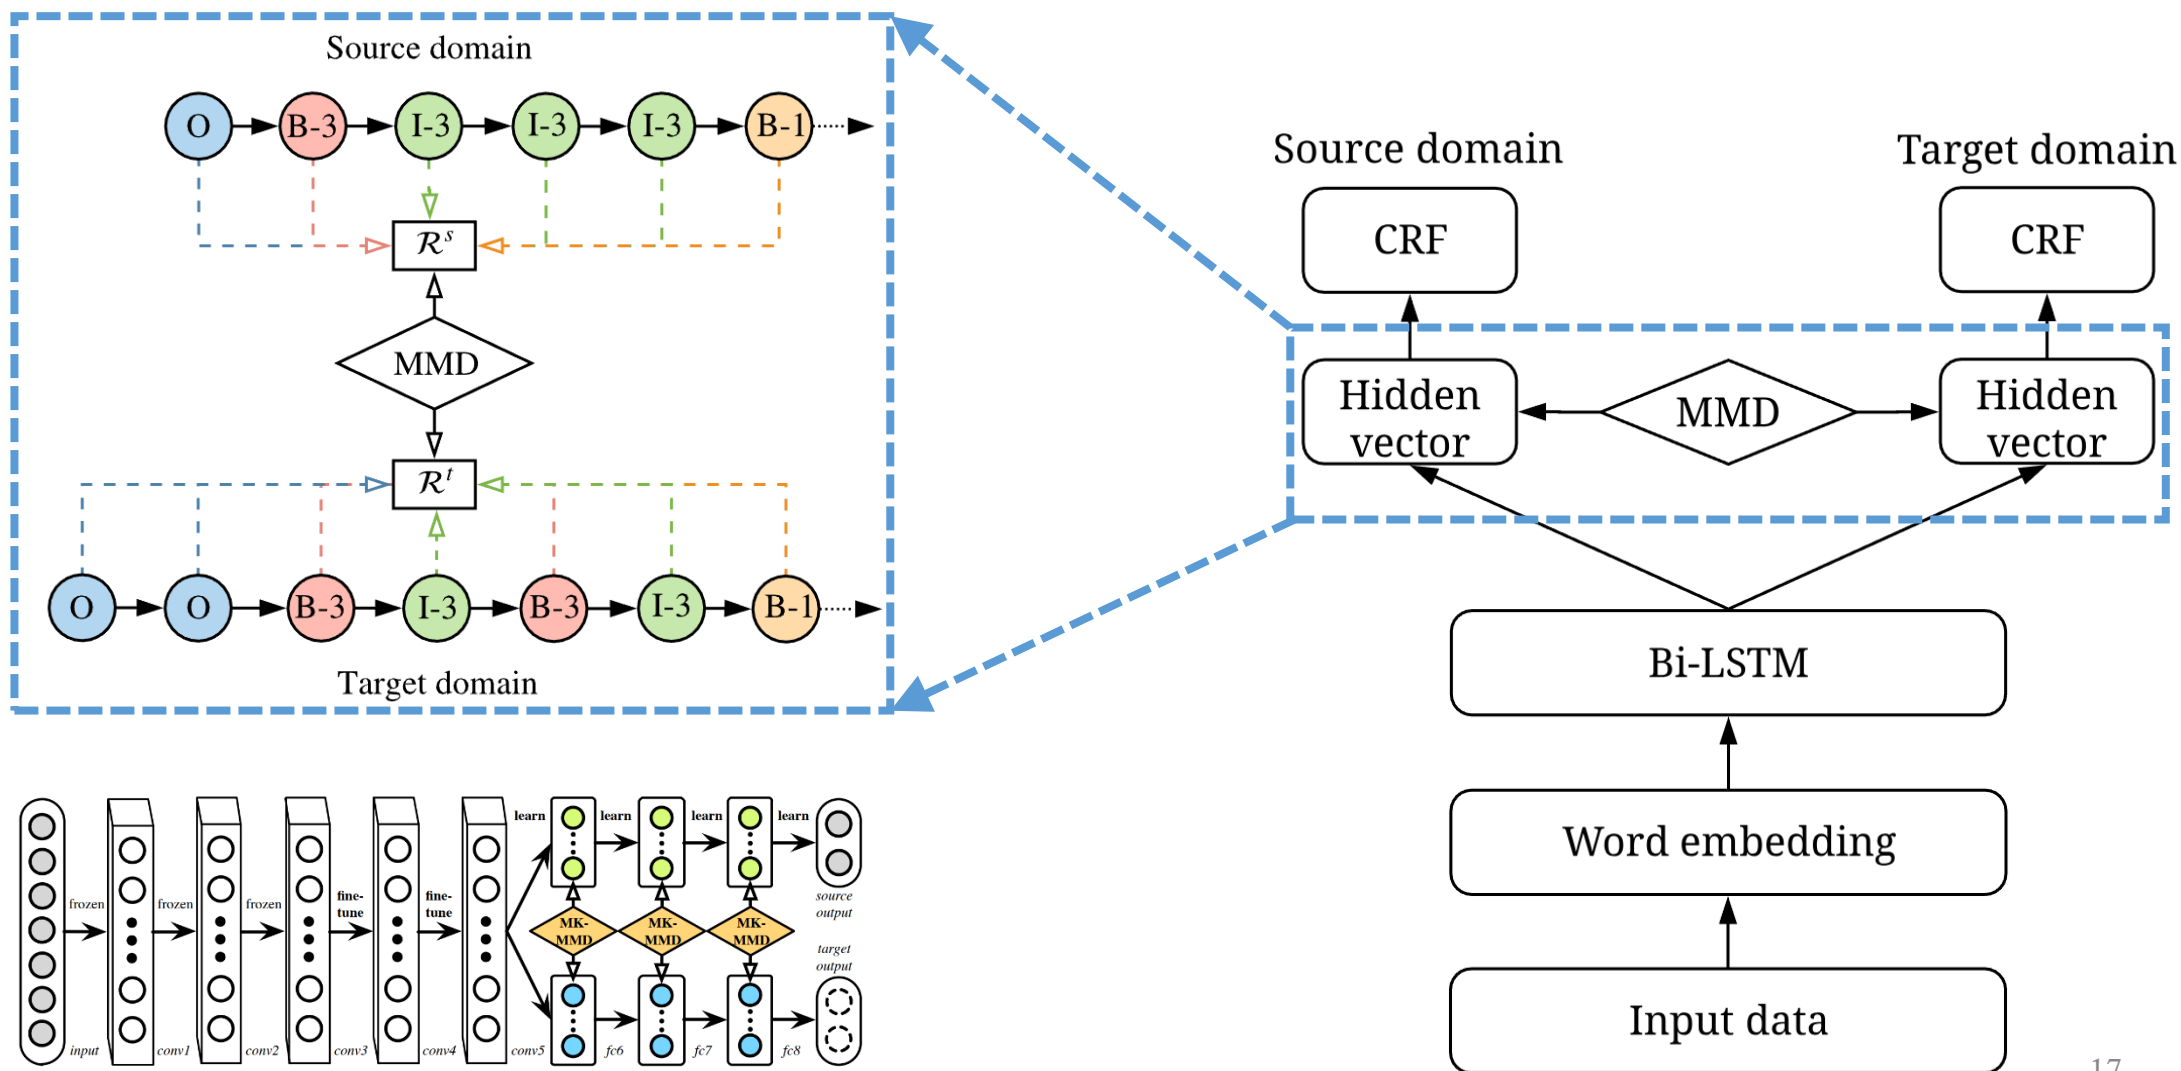 Source domain
O
B-3
I-3
I-3
I-3
B-1
R^s
MMD
R^t
O
O
B-3
I-3
B-3
I-3
B-1
Target domain
Source domain
Target domain
CRF
CRF
Hidden
vector
MMD
Hidden
vector
Bi-LSTM
Word embedding
Input data
learn
learn
learn
learn
frozen
frozen
frozen
fine-
tune
fine-
tune
MK-
MMD
MK-
MMD
MK-
MMD
source
output
target
output
input
conv1
conv2
conv3
conv4
conv5
fc6
fc7
fc8
17